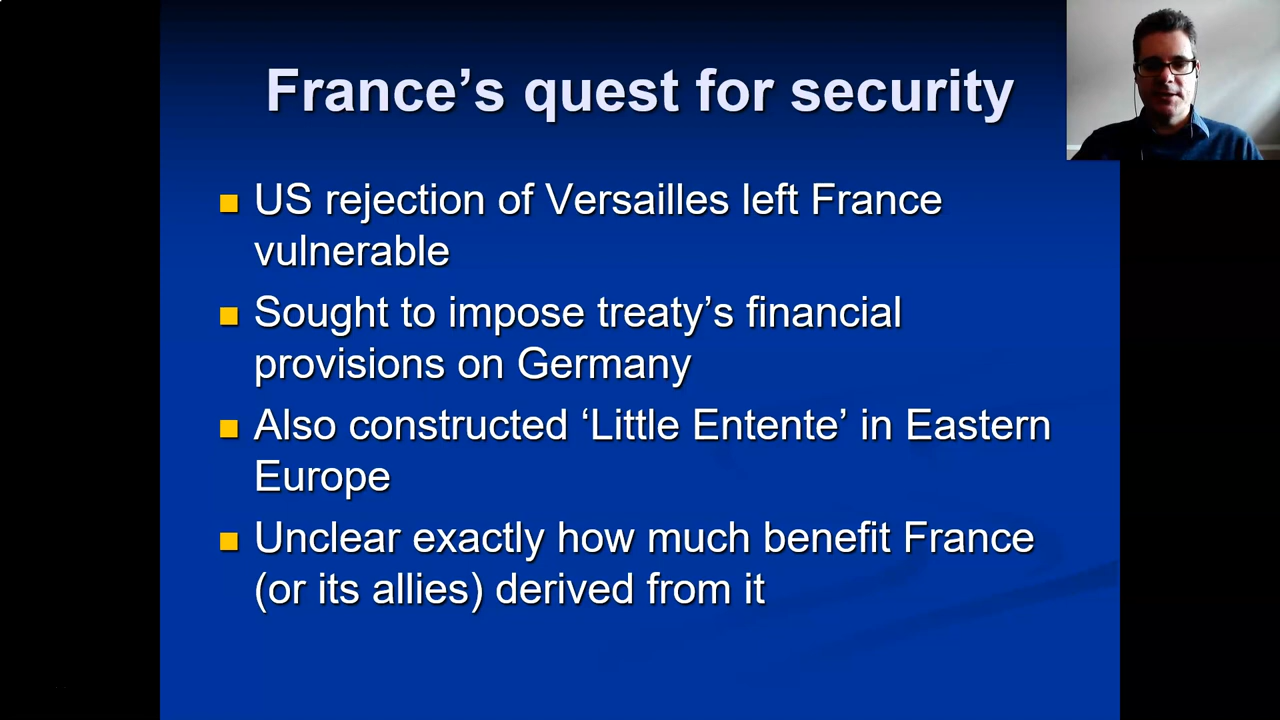 France’s quest for security
US rejection of Versailles left France
vulnerable
Sought to impose treaty’s financial
provisions on Germany
Also constructed ‘Little Entente’ in Eastern
Europe
Unclear exactly how much benefit France
(or its allies) derived from it